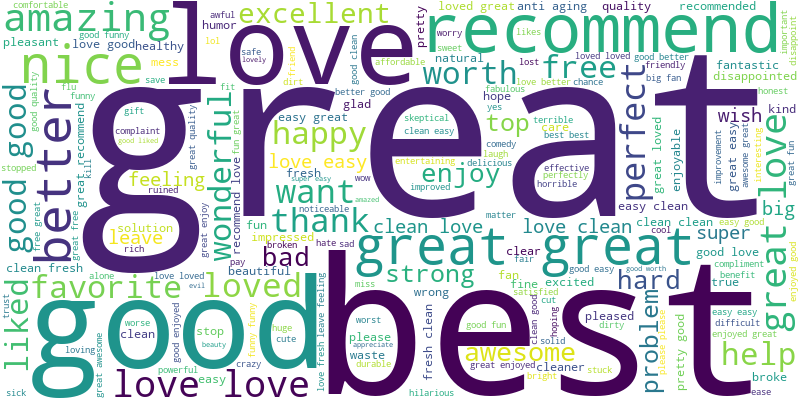 comfortable
amazing
good funny
awful
humor
love
excellent
loved great
pretty
anti aging
sweet
likes
quality
recommend
recommended
important
disappoint
pleasant
love good
healthy
nice
mess
lol
safe
lovely
dirt
friend
good clean
affordable
worry
natural
lost
loved loved
good better
friendly
fantastic
disappointed
flu
funny
save
fit
better good
worth
free
love better
chance
big fan
honest
good quality
better
gift
great
easy great
glad
skeptical
hope
fabulous
yes
perfect
wish
kind
complaint
good liked
great quality
wonderful
fun great
happy
clean easy
top
terrible
care
comedy
best best
great loved
enjoyable
improvement
great easy
awesome great
interesting
great fun
good good
stopped
great recommend
kill
feeling
ruined
love easy
entertaining
laugh
delicious
enjoy
perfectly
effective
horrible
fresh
super easy
wow
improved
want
amazed
easy clean
great love
free great
great free
solution
leave
rich
great enjoy
recommend love
fun
noticeable
thank
matter
clean clean
cool
easy good
big
impressed
broken
hate
sad
clean love
love clean
super
clear
fair
great great
good love
clean fresh
alone
love loved
evil
pay
beautiful
bad
miss
strong
fan
fine
satisfied
excited
good easy
good worth
hard
true
compliment
benefit
enjoyed good
trust
liked
favorite
loved
wrong
cut
easy easy
loving
good
worse
clean
good enjoyed
stop
beauty
funny funny
huge
cute
love fresh leave feeling
best
worst
please
appreciate
waste
durable
fresh clean
good fun
awesome
great enjoyed
bright
clean good
hoping
solid
cleaner
pleased
dirty
stuck
problem
please please
pretty good
difficult
enjoyed great
help
broke
ease
sick
great awesome
love love
powerful
easy
crazy
hilarious